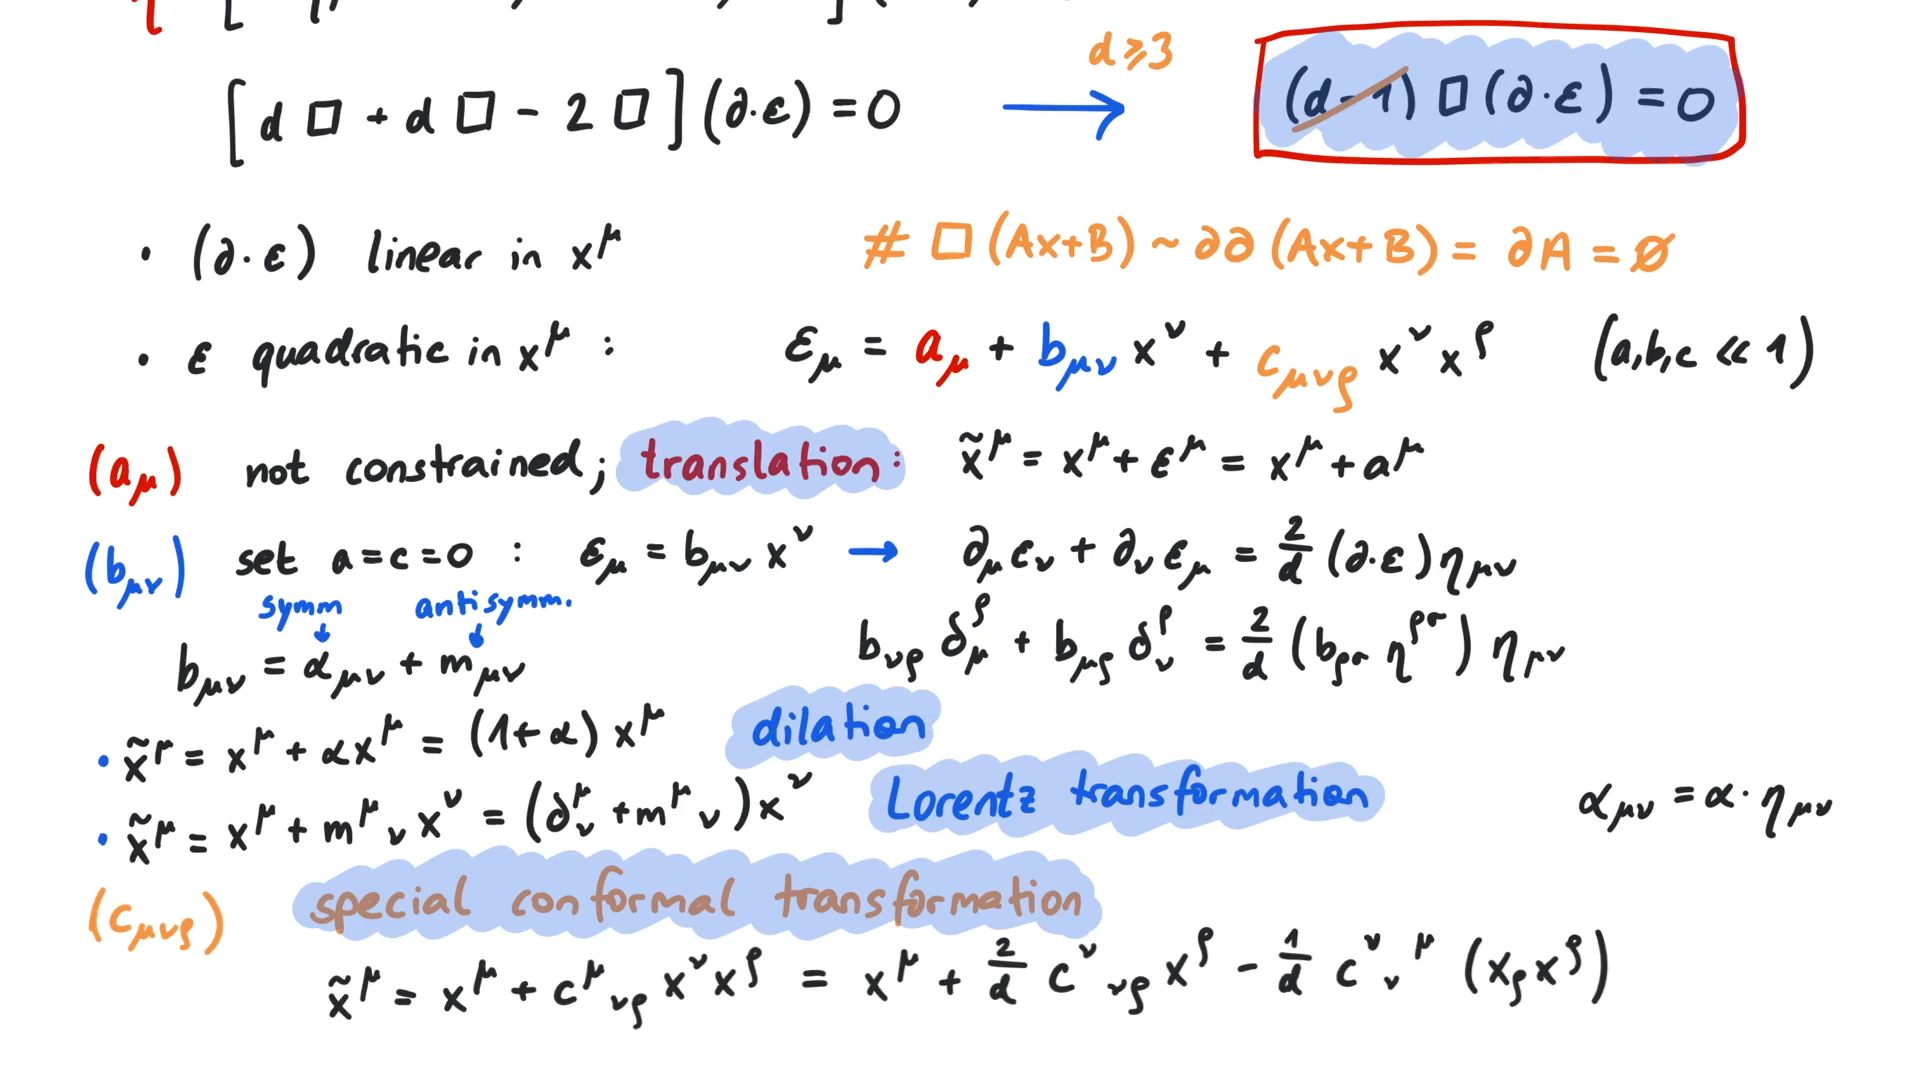 [d □ + d □ - 2 □](∂·ε) = 0 → d ⩾ 3 (d-1) □ (∂·ε) = 0
• (∂·ε) linear in x^μ # □ (Ax+B) ~ ∂∂ (Ax+B) = ∂A = ∅
• ε quadratic in x^μ : ε_μ = a_μ + b_μν x^ν + c_μνρ x^ν x^ρ (a,b,c ≪ 1)
(a_μ) not constrained; translation: x̃^μ = x^μ + ε^μ = x^μ + a^μ
(b_μν) set a=c=0 : ε_μ = b_μν x^ν → ∂_μ ε_ν + ∂_ν ε_μ = 2/d (∂·ε) η_μν
symm antisymm.
b_μν = α_μν + m_μν b_νρ δ^ρ_μ + b_μρ δ^ρ_ν = 2/d (b_ρσ η^ρσ) η_μν
• x̃^μ = x^μ + αx^μ = (1+α) x^μ dilation
• x̃^μ = x^μ + m^μ_ν x^ν = (δ^μ_ν + m^μ_ν) x^ν Lorentz transformation α_μν = α · η_μν
(c_μνρ) special conformal transformation
x̃^μ = x^μ + c^μ_νρ x^ν x^ρ = x^μ + 2/d c^ν_νρ x^ρ - 1/d c^ν_ν^μ (x_ρ x^ρ)